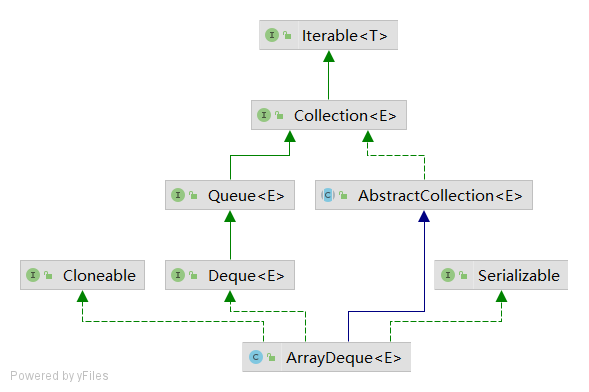 Iterable<T>
Collection<E>
Queue<E>
AbstractCollection<E>
Cloneable
Deque<E>
Serializable
ArrayDeque<E>
Powered by yFiles